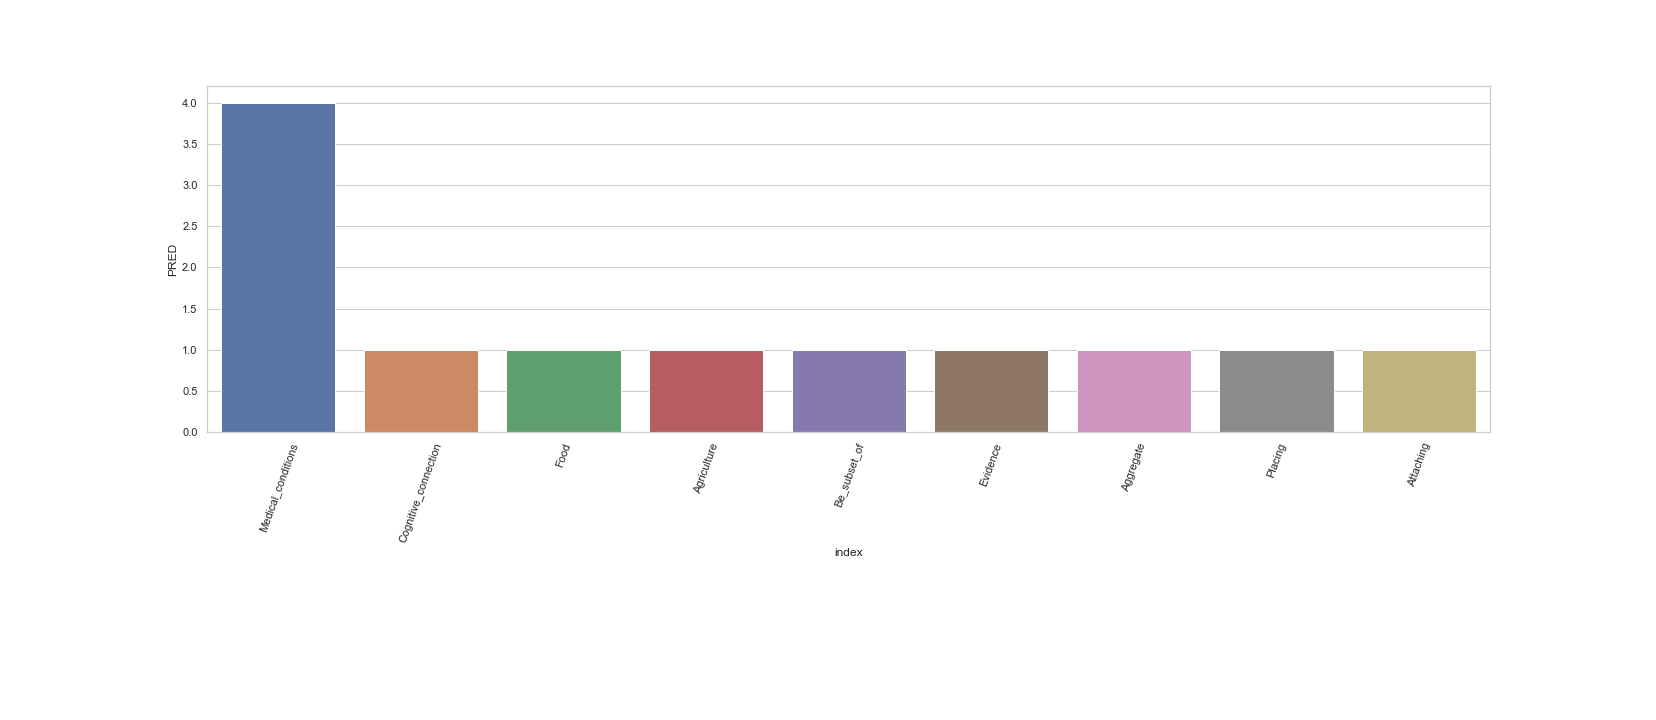 4.0
3.5
3.0
2.5
2.0
1.5
1.0
0.5
0.0
PRED
Medical_conditions
Cognitive_connection
Food
Agriculture
Be_subset_of
Evidence
Aggregate
Placing
Attaching
index